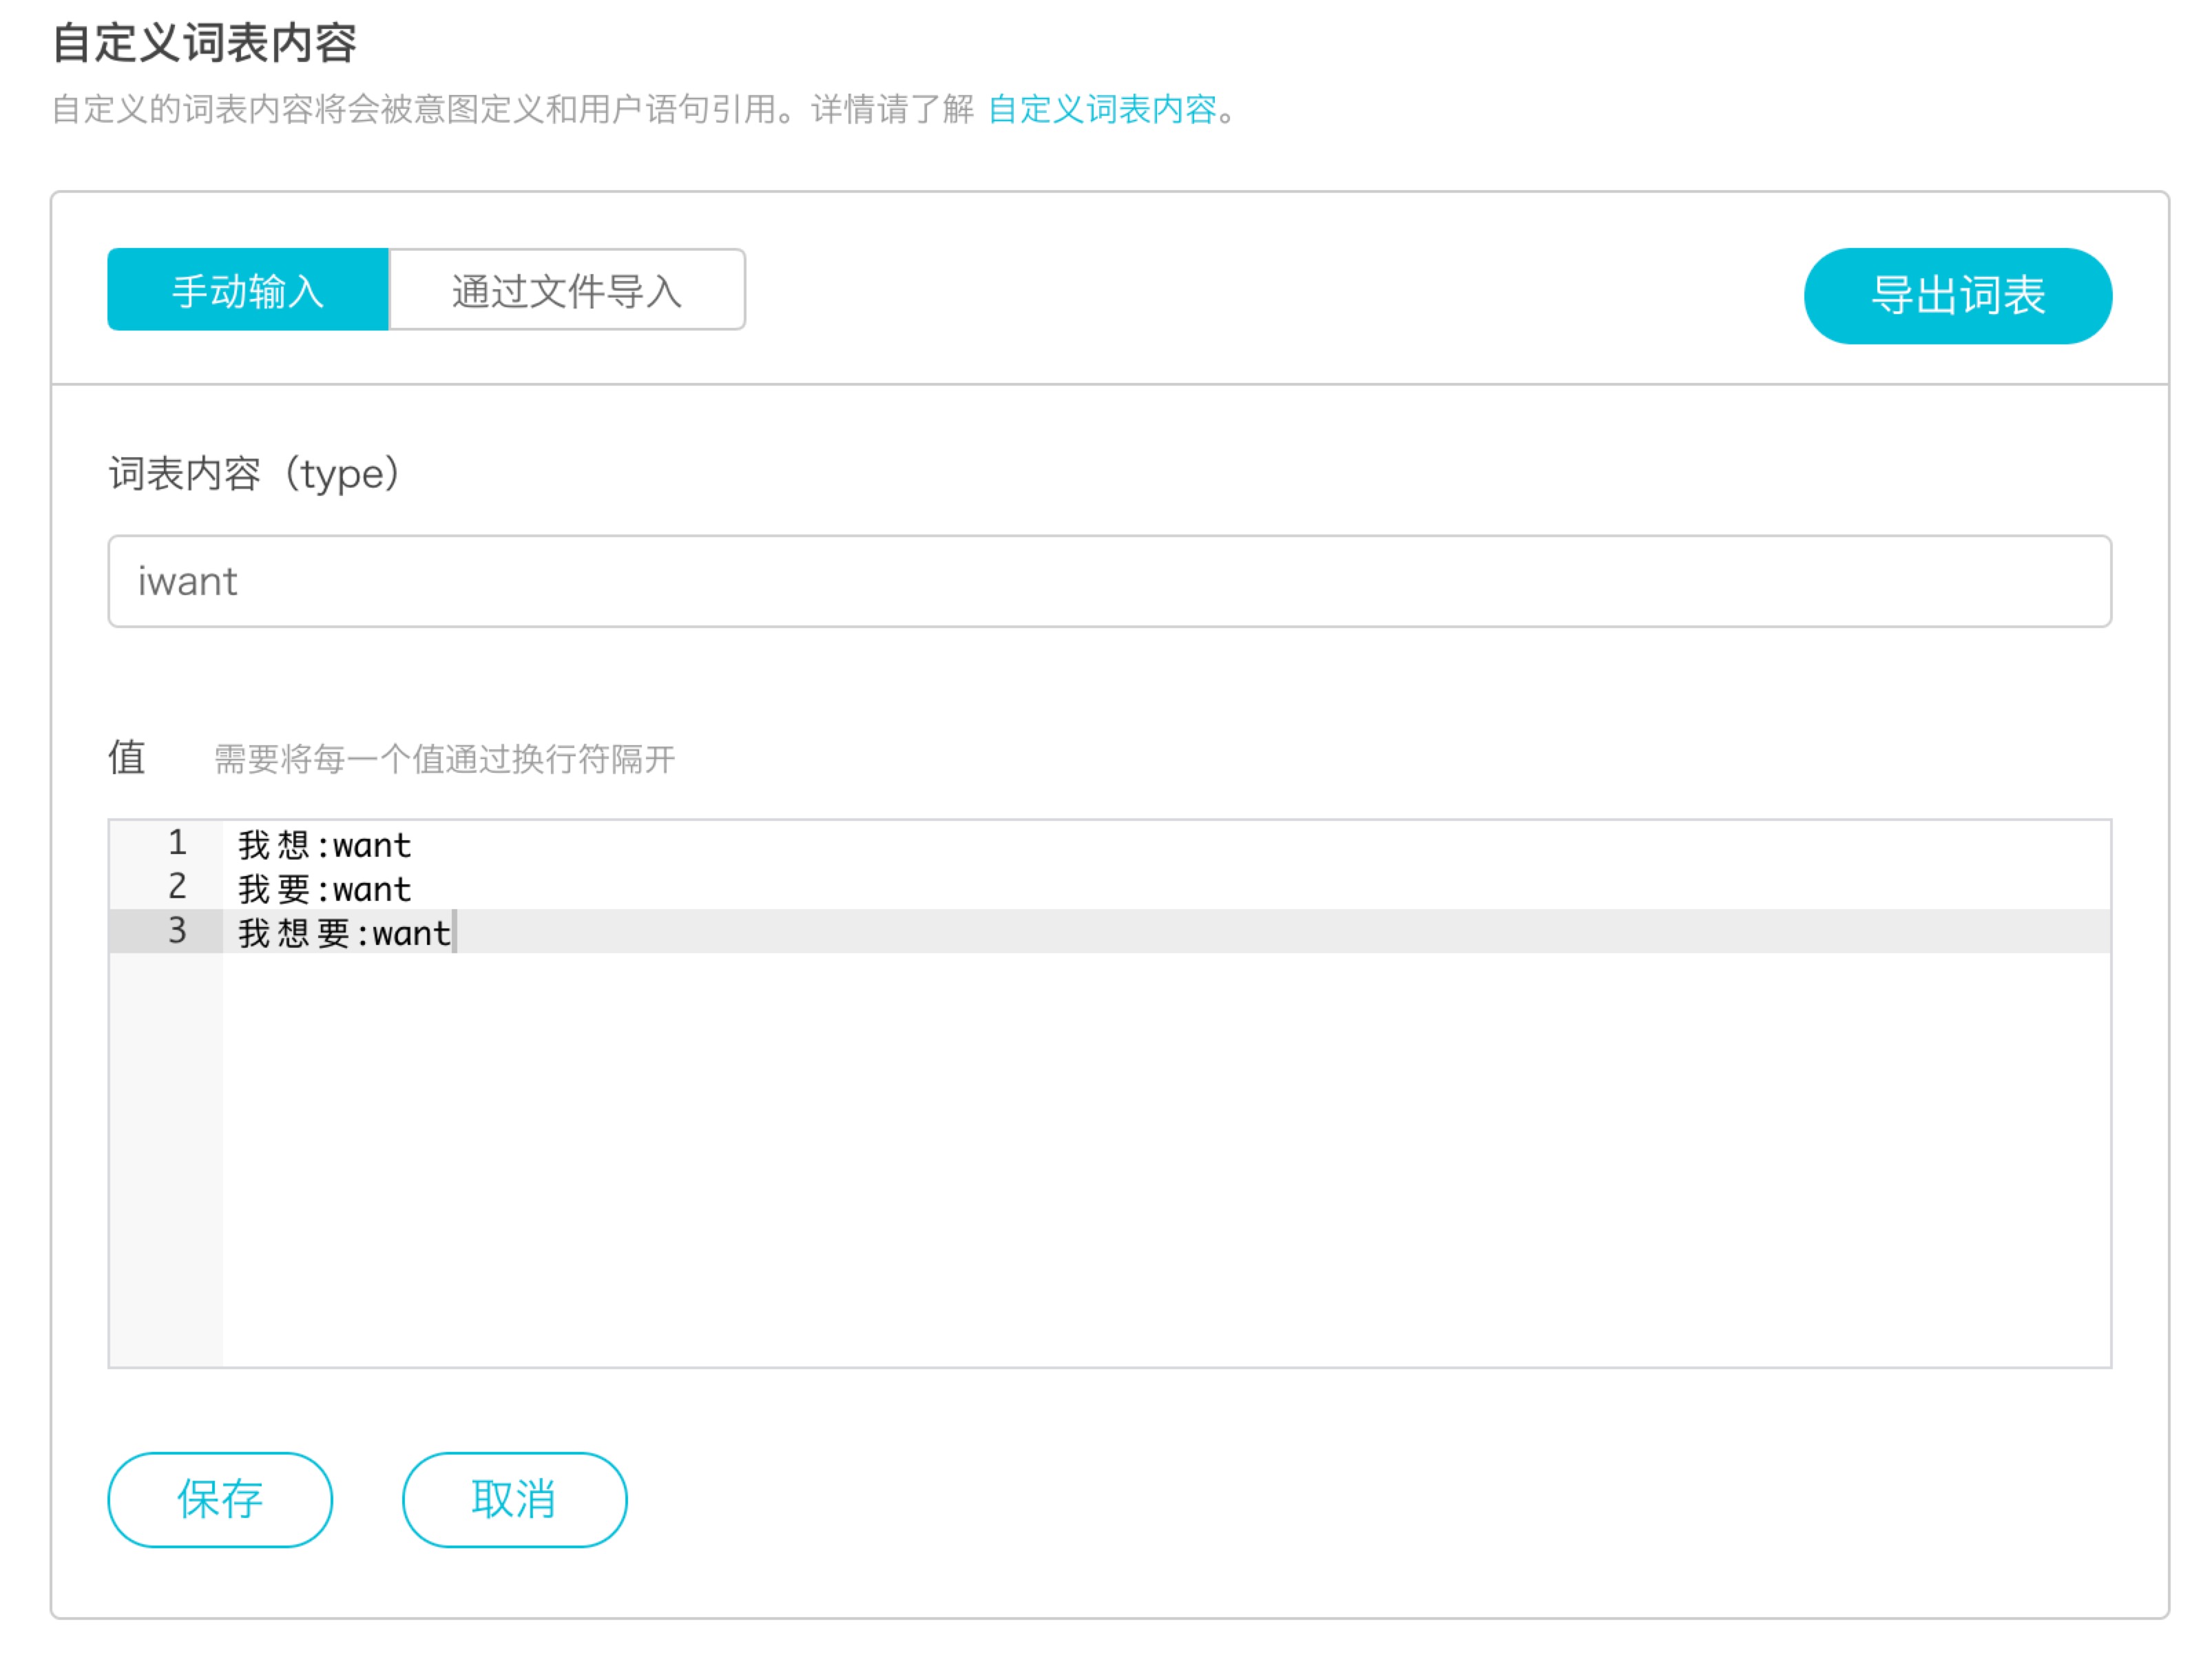 自定义词表内容
自定义的词表内容将会被意图定义和用户语句引用。详情请了解 自定义词表内容。
手动输入 通过文件导入 导出词表
词表内容（type）
iwant
值 需要将每一个值通过换行符隔开
1 我想:want
2 我要:want
3 我想要:want
保存 取消